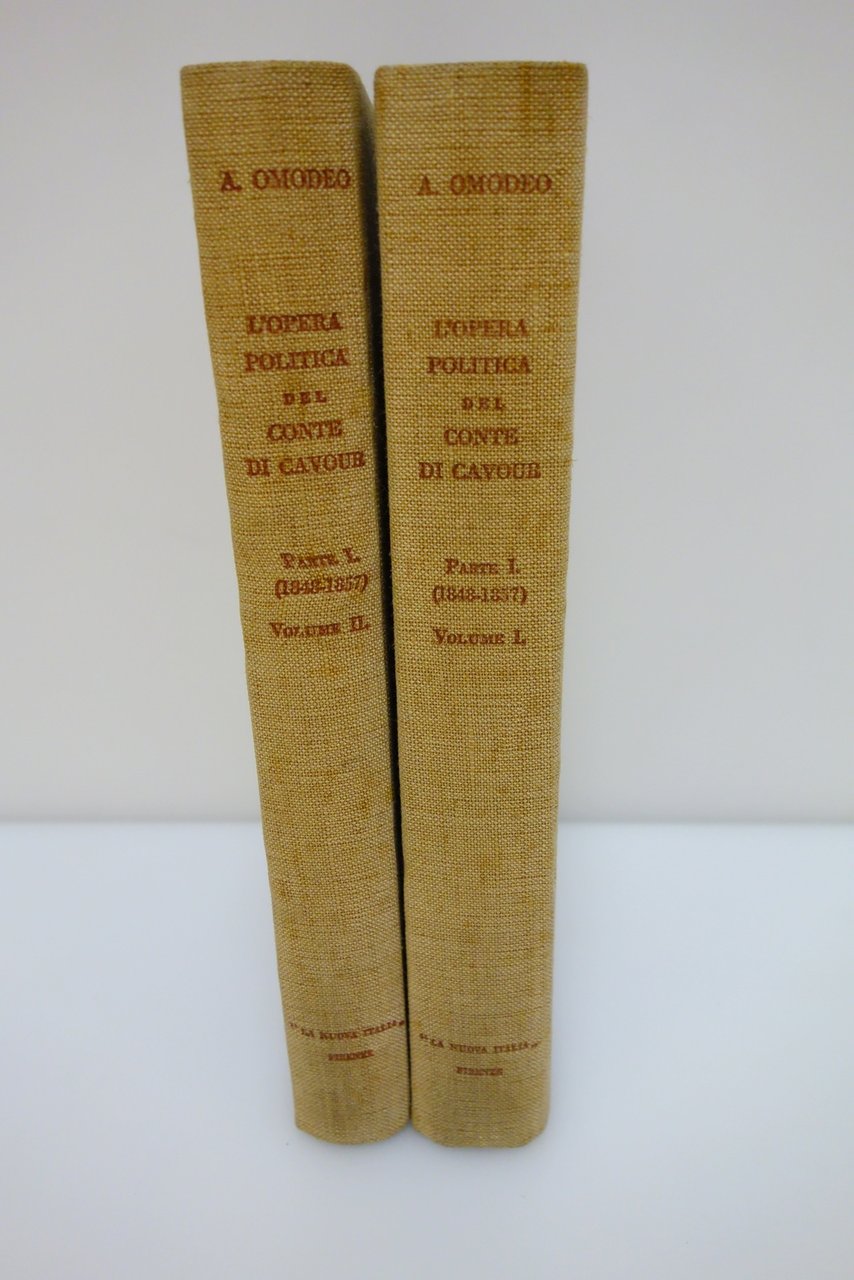 A. OMODEO
L'OPERA
POLITICA
DEL
CONTE
DI CAVOUR
PARTE I.
(1848-1857)
VOLUME II.
"LA NUOVA ITALIA"
FIRENZE
A. OMODEO
L'OPERA
POLITICA
DEL
CONTE
DI CAVOUR
PARTE I.
(1848-1857)
VOLUME I.
"LA NUOVA ITALIA"
FIRENZE